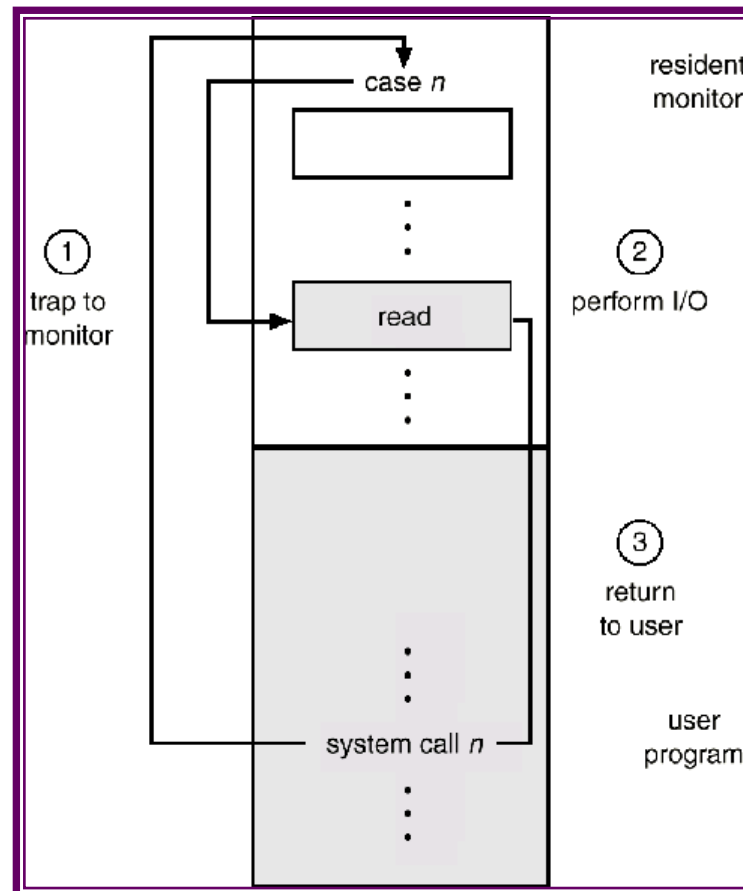 resident
monitor
case n
1
trap to
monitor
2
perform I/O
read
3
return
to user
system call n
user
program